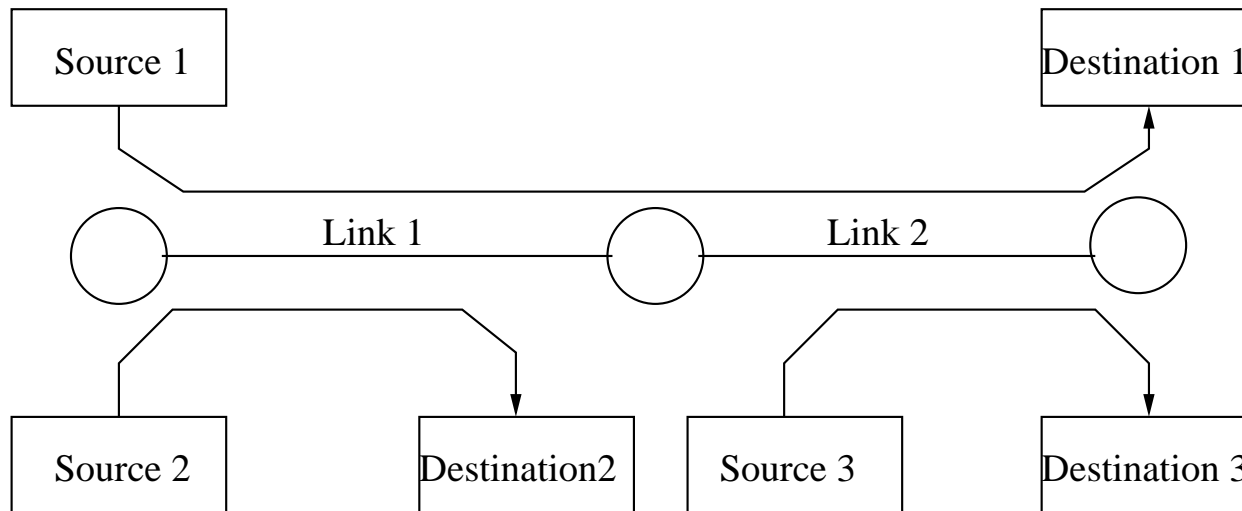 Source 1
Destination 1
Link 1
Link 2
Source 2
Destination2
Source 3
Destination 3